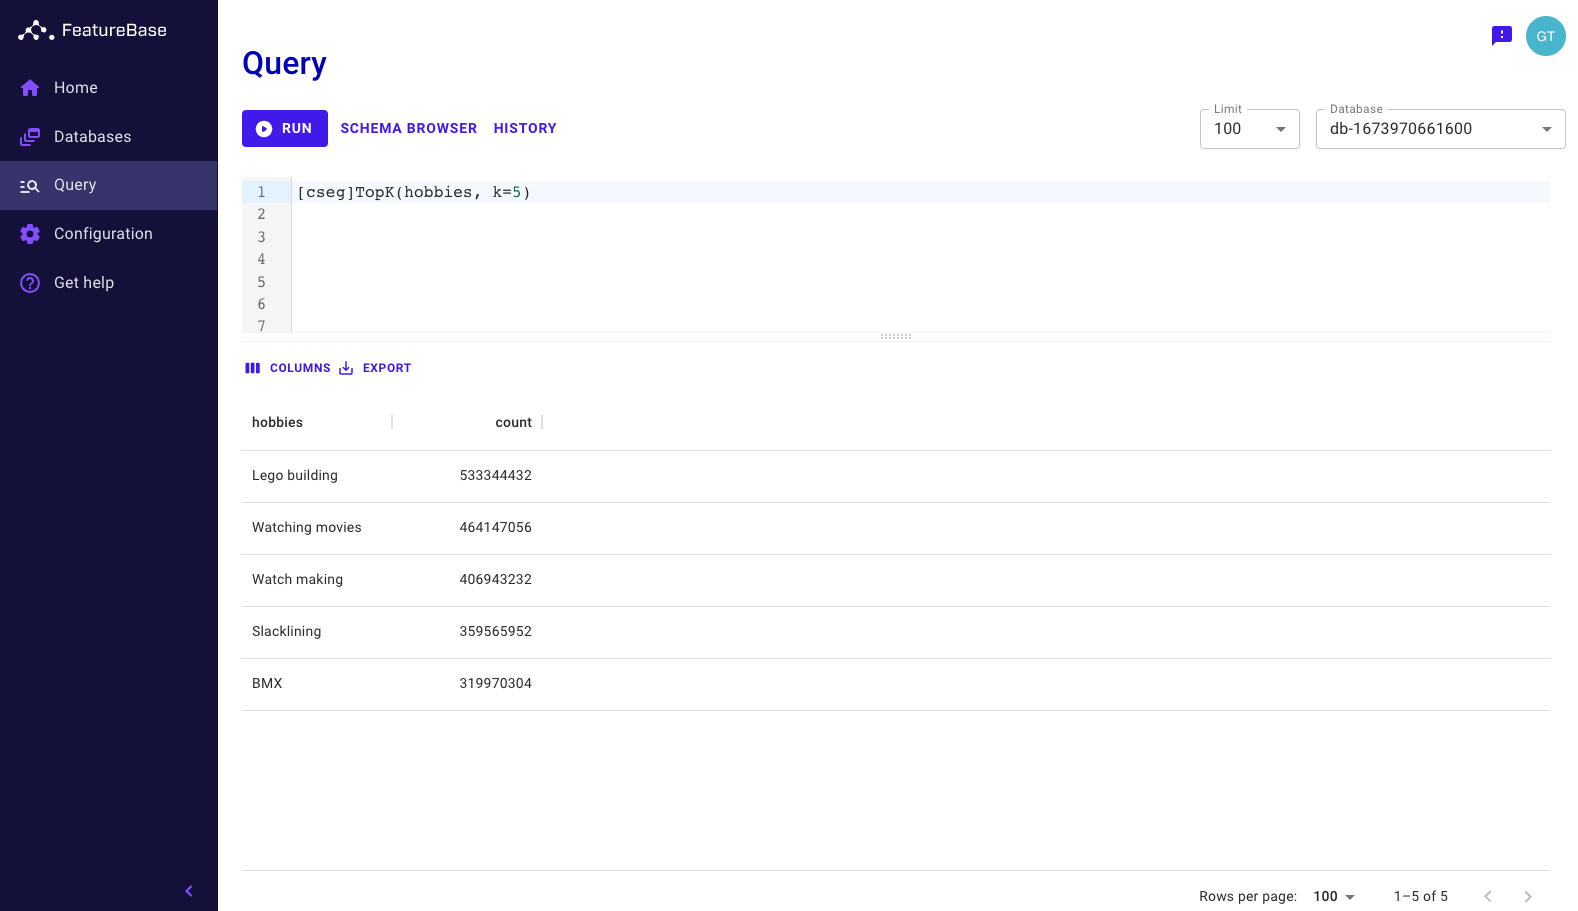 FeatureBase
Home
Databases
Query
Configuration
Get help
GT
Query
RUN SCHEMA BROWSER HISTORY
Limit
100
Database
db-1673970661600
1 [cseg]TopK(hobbies, k=5)
2
3
4
5
6
7
COLUMNS EXPORT
hobbies count
Lego building 533344432
Watching movies 464147056
Watch making 406943232
Slacklining 359565952
BMX 319970304
Rows per page: 100 1–5 of 5